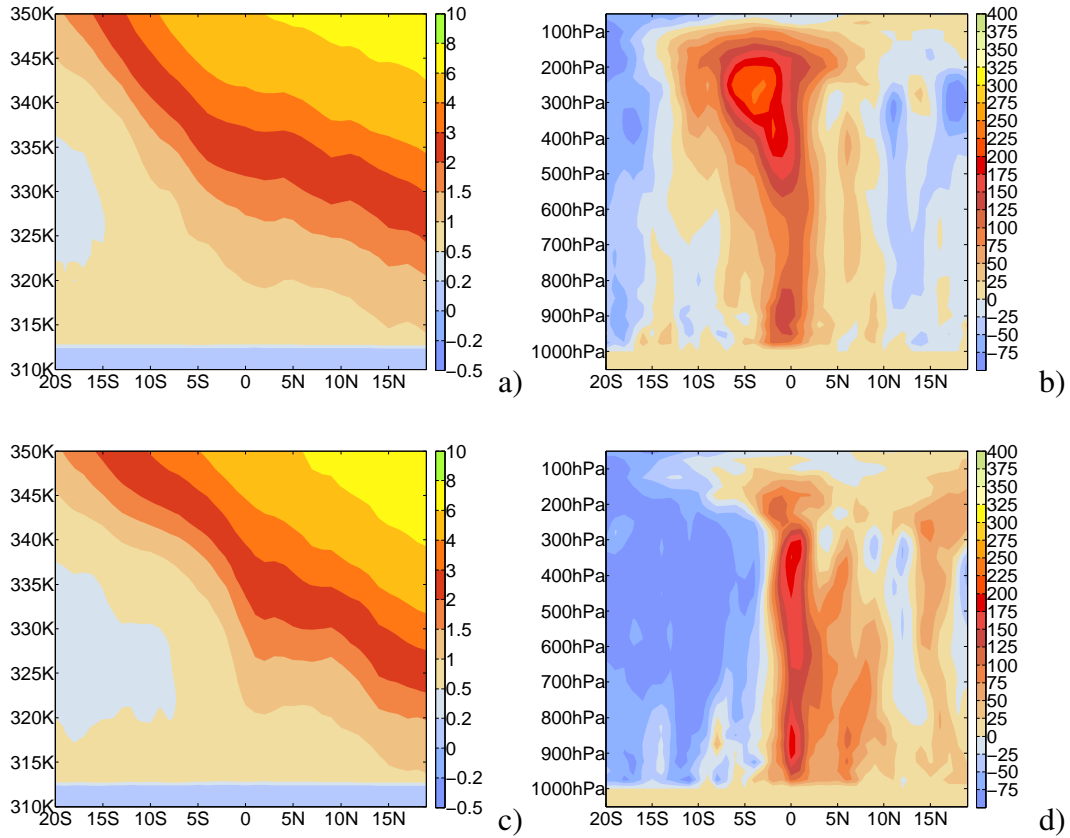 350K
345K
340K
335K
330K
325K
320K
315K
310K
20S 15S 10S 5S 0 5N 10N 15N
10
8
6
4
3
2
1.5
1
0.5
0.2
0
−0.2
−0.5
a)
100hPa
200hPa
300hPa
400hPa
500hPa
600hPa
700hPa
800hPa
900hPa
1000hPa
20S 15S 10S 5S 0 5N 10N 15N
400
375
350
325
300
275
250
225
200
175
150
125
100
75
50
25
0
−25
−50
−75
b)
350K
345K
340K
335K
330K
325K
320K
315K
310K
20S 15S 10S 5S 0 5N 10N 15N
10
8
6
4
3
2
1.5
1
0.5
0.2
0
−0.2
−0.5
c)
100hPa
200hPa
300hPa
400hPa
500hPa
600hPa
700hPa
800hPa
900hPa
1000hPa
20S 15S 10S 5S 0 5N 10N 15N
400
375
350
325
300
275
250
225
200
175
150
125
100
75
50
25
0
−25
−50
−75
d)